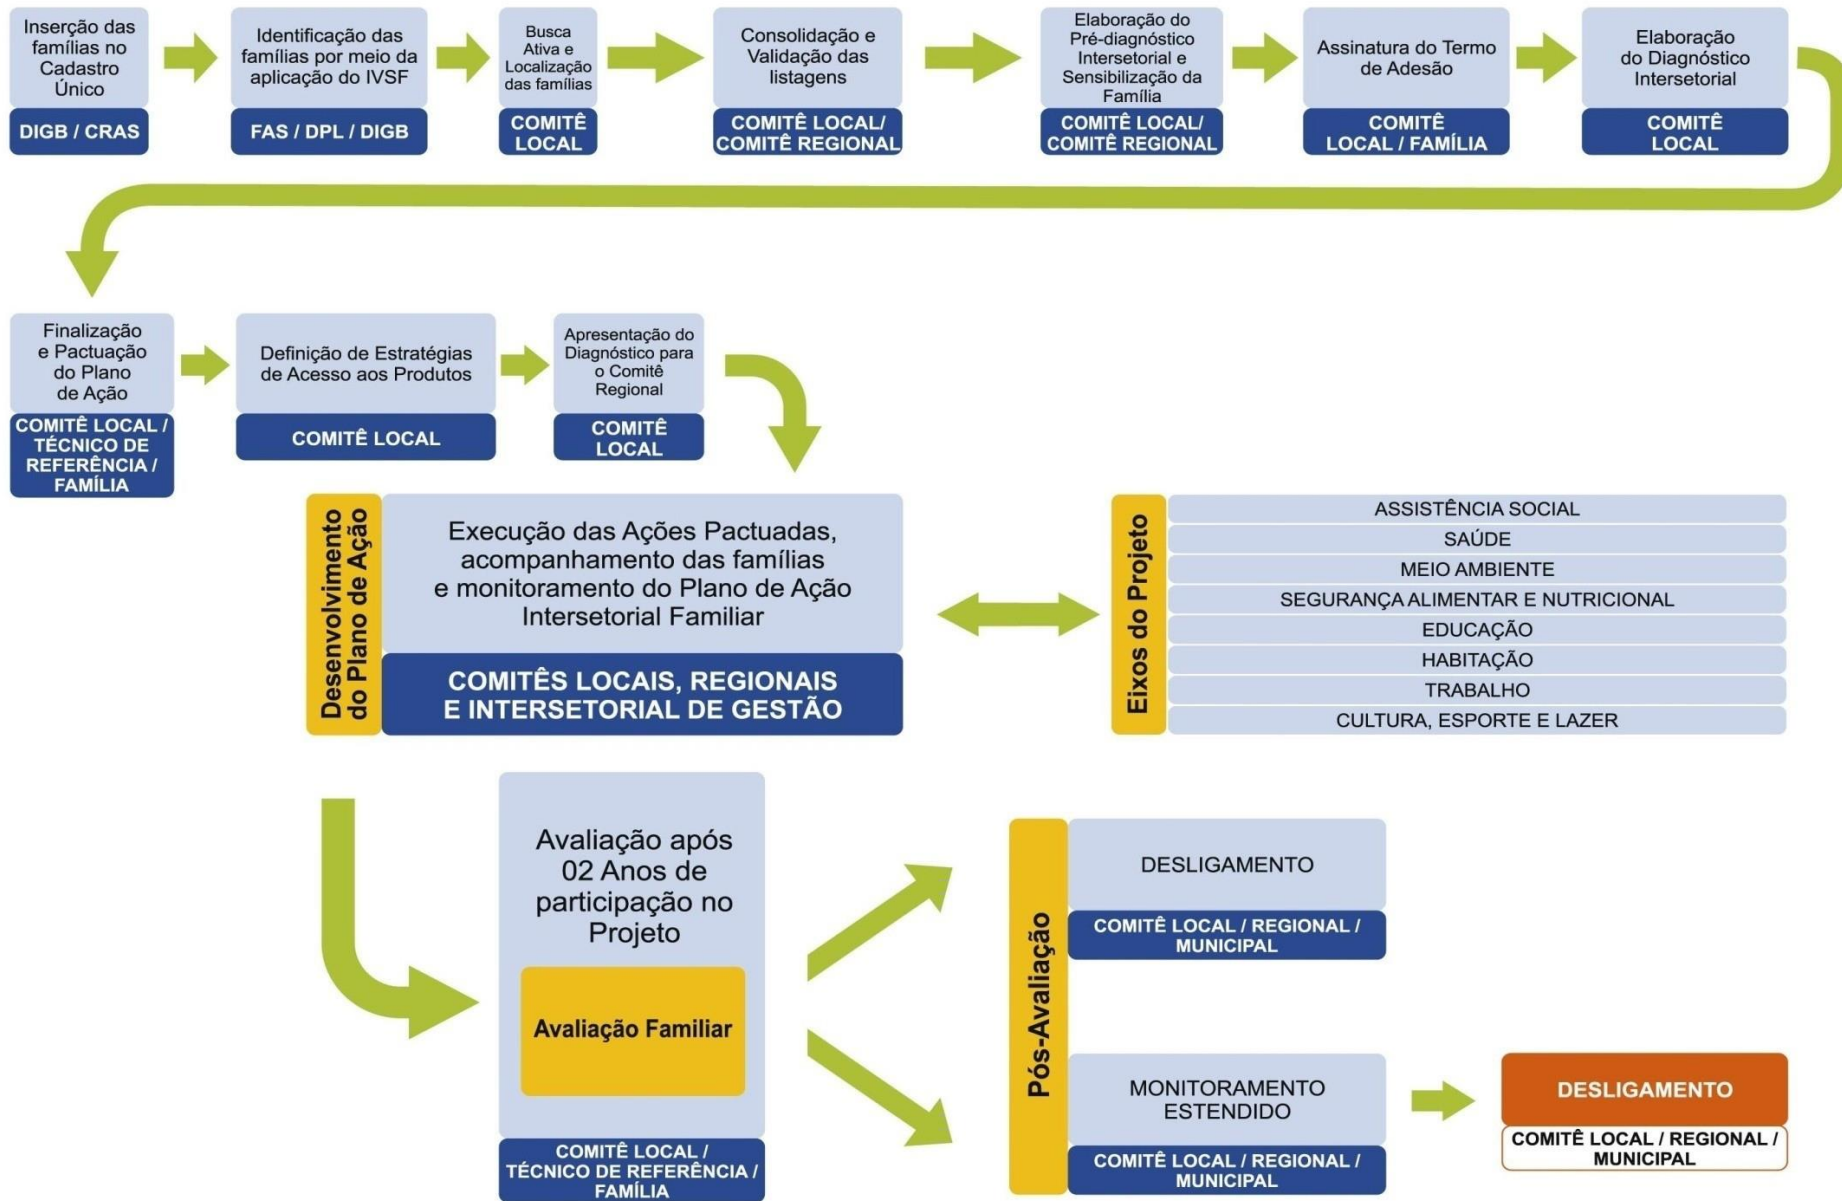 Inserção das
famílias no
Cadastro
Único
DIGB / CRAS
Identificação das
famílias por meio da
aplicação do IVSF
FAS / DPL / DIGB
Busca
Ativa e
Localização
das famílias
COMITÊ
LOCAL
Consolidação e
Validação das
listagens
COMITÊ LOCAL/
COMITÊ REGIONAL
Elaboração do
Pré-diagnóstico
Intersetorial e
Sensibilização da
Família
COMITÊ LOCAL/
COMITÊ REGIONAL
Assinatura do Termo
de Adesão
COMITÊ
LOCAL / FAMÍLIA
Elaboração
do Diagnóstico
Intersetorial
COMITÊ
LOCAL
Finalização
e Pactuação
do Plano
de Ação
COMITÊ LOCAL /
TÉCNICO DE
REFERÊNCIA /
FAMÍLIA
Definição de Estratégias
de Acesso aos Produtos
COMITÊ LOCAL
Apresentação do
Diagnóstico para
o Comitê
Regional
COMITÊ
LOCAL
Desenvolvimento
do Plano de Ação
Execução das Ações Pactuadas,
acompanhamento das famílias
e monitoramento do Plano de Ação
Intersetorial Familiar
COMITÊS LOCAIS, REGIONAIS
E INTERSETORIAL DE GESTÃO
Eixos do Projeto
ASSISTÊNCIA SOCIAL
SAÚDE
MEIO AMBIENTE
SEGURANÇA ALIMENTAR E NUTRICIONAL
EDUCAÇÃO
HABITAÇÃO
TRABALHO
CULTURA, ESPORTE E LAZER
Avaliação após
02 Anos de
participação no
Projeto
Avaliação Familiar
COMITÊ LOCAL /
TÉCNICO DE REFERÊNCIA /
FAMÍLIA
Pós-Avaliação
DESLIGAMENTO
COMITÊ LOCAL / REGIONAL /
MUNICIPAL
MONITORAMENTO
ESTENDIDO
COMITÊ LOCAL / REGIONAL /
MUNICIPAL
DESLIGAMENTO
COMITÊ LOCAL / REGIONAL /
MUNICIPAL